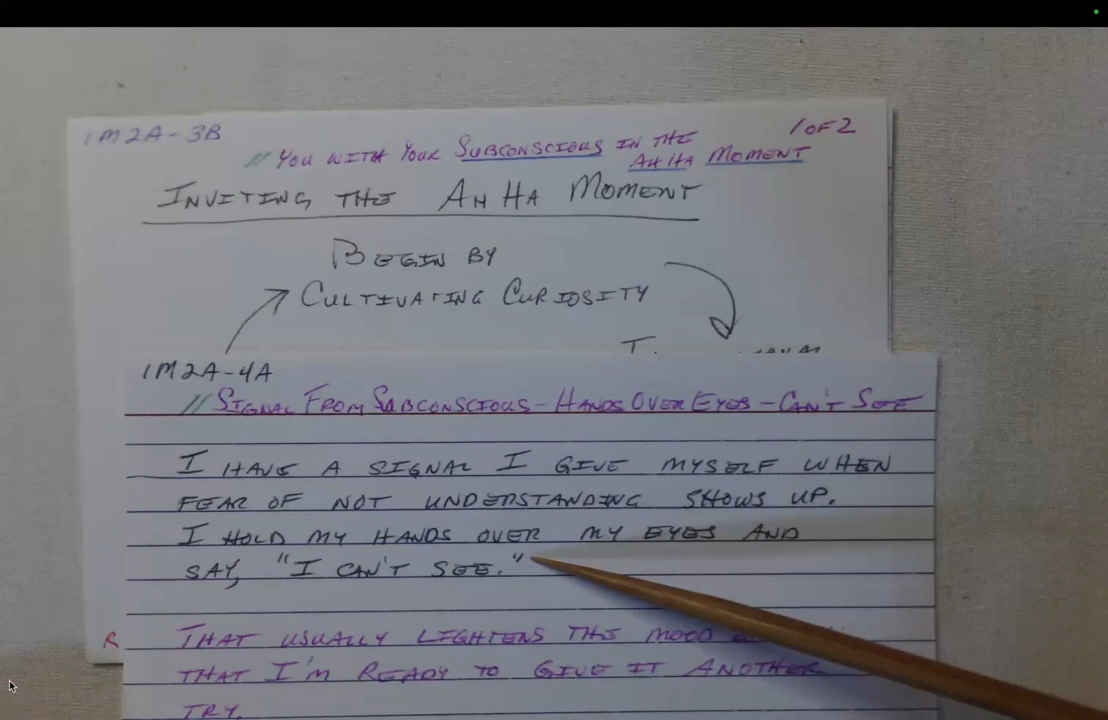 1M2A-3B
1 OF 2
// YOU WITH YOUR SUBCONSCIOUS IN THE
AH HA MOMENT
INVITING THE AH HA MOMENT
BEGIN BY
CULTIVATING CURIOSITY
1M2A-4A
// SIGNAL FROM SUBCONSCIOUS - HANDS OVER EYES - CAN'T SEE
I HAVE A SIGNAL I GIVE MYSELF WHEN
FEAR OF NOT UNDERSTANDING SHOWS UP.
I HOLD MY HANDS OVER MY EYES AND
SAY, "I CAN'T SEE."
R THAT USUALLY LIGHTENS THE MOOD
THAT I'M READY TO GIVE IT ANOTHER
TRY.